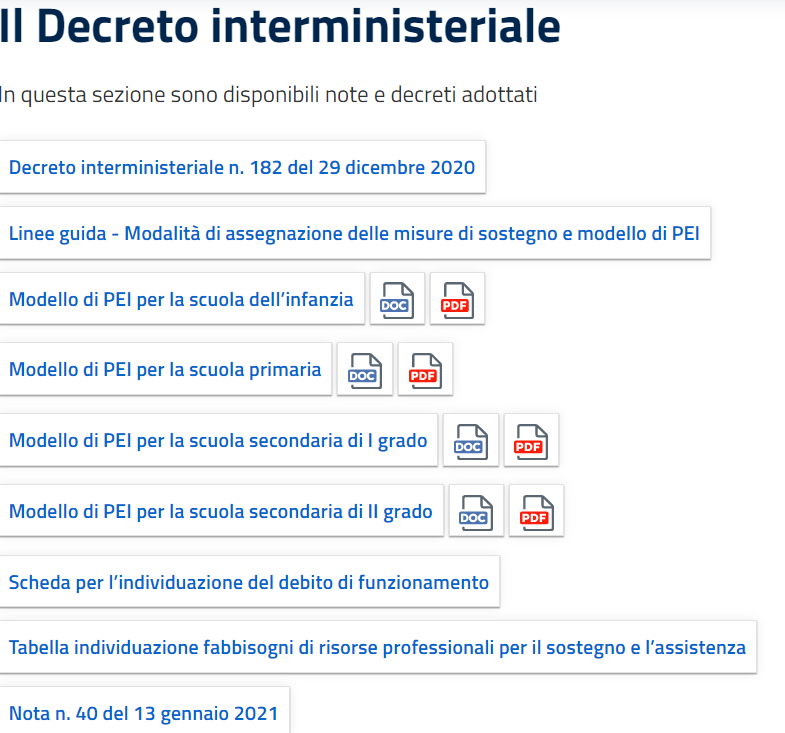 Il Decreto interministeriale
In questa sezione sono disponibili note e decreti adottati
Decreto interministeriale n. 182 del 29 dicembre 2020
Linee guida - Modalità di assegnazione delle misure di sostegno e modello di PEI
Modello di PEI per la scuola dell’infanzia DOC PDF
Modello di PEI per la scuola primaria DOC PDF
Modello di PEI per la scuola secondaria di I grado DOC PDF
Modello di PEI per la scuola secondaria di II grado DOC PDF
Scheda per l’individuazione del debito di funzionamento
Tabella individuazione fabbisogni di risorse professionali per il sostegno e l’assistenza
Nota n. 40 del 13 gennaio 2021